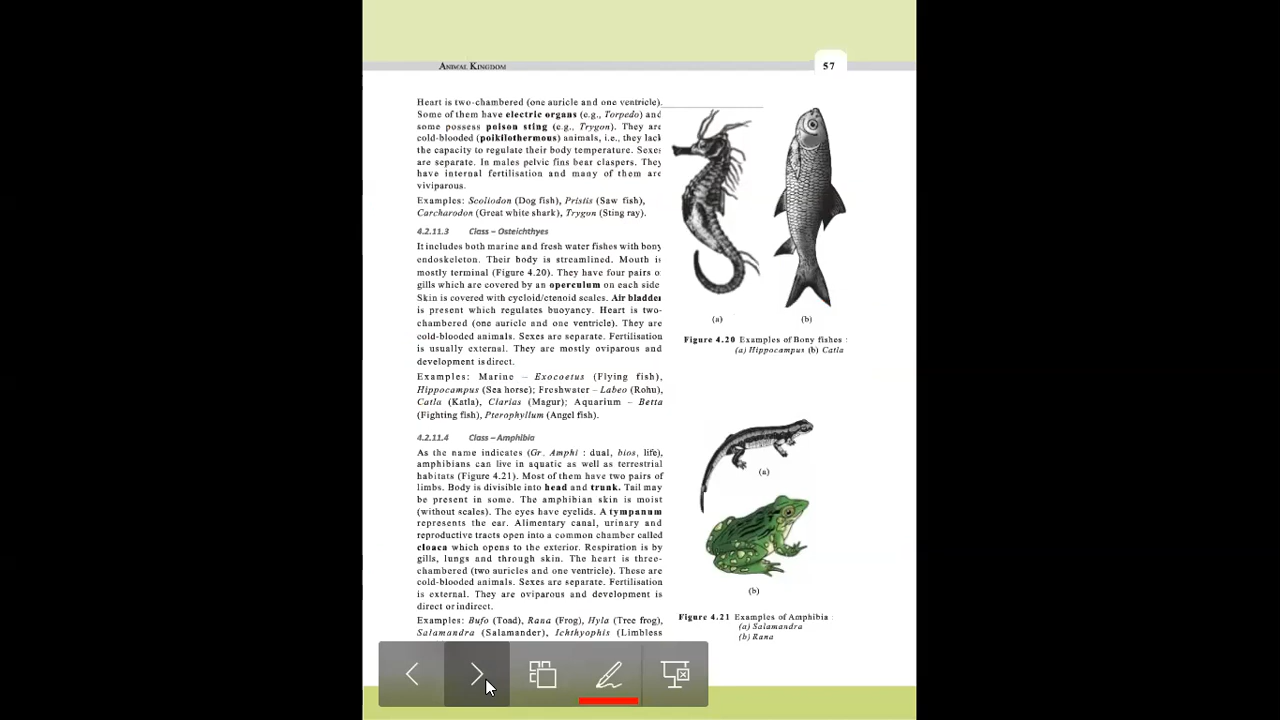 ANIMAL KINGDOM
57
Heart is two-chambered (one auricle and one ventricle).
Some of them have electric organs (e.g., Torpedo) and
some possess poison sting (e.g., Trygon). They are
cold-blooded (poikilothermous) animals, i.e., they lack
the capacity to regulate their body temperature. Sexes
are separate. In males pelvic fins bear claspers. They
have internal fertilisation and many of them are
viviparous.
Examples: Scoliodon (Dog fish), Pristis (Saw fish),
Carcharodon (Great white shark), Trygon (Sting ray).
4.2.11.3 Class – Osteichthyes
It includes both marine and fresh water fishes with bony
endoskeleton. Their body is streamlined. Mouth is
mostly terminal (Figure 4.20). They have four pairs o
gills which are covered by an operculum on each side
Skin is covered with cycloid/ctenoid scales. Air bladder
is present which regulates buoyancy. Heart is two-
chambered (one auricle and one ventricle). They are
cold-blooded animals. Sexes are separate. Fertilisation
is usually external. They are mostly oviparous and
development is direct.
Examples: Marine – Exocoetus (Flying fish),
Hippocampus (Sea horse); Freshwater – Labeo (Rohu),
Catla (Katla), Clarias (Magur); Aquarium – Betta
(Fighting fish), Pterophyllum (Angel fish).
4.2.11.4 Class – Amphibia
As the name indicates (Gr. Amphi : dual, bios, life),
amphibians can live in aquatic as well as terrestrial
habitats (Figure 4.21). Most of them have two pairs of
limbs. Body is divisible into head and trunk. Tail may
be present in some. The amphibian skin is moist
(without scales). The eyes have eyelids. A tympanum
represents the ear. Alimentary canal, urinary and
reproductive tracts open into a common chamber called
cloaca which opens to the exterior. Respiration is by
gills, lungs and through skin. The heart is three-
chambered (two auricles and one ventricle). These are
cold-blooded animals. Sexes are separate. Fertilisation
is external. They are oviparous and development is
direct or indirect.
Examples: Bufo (Toad), Rana (Frog), Hyla (Tree frog),
Salamandra (Salamander), Ichthyophis (Limbless
(a) (b)
Figure 4.20 Examples of Bony fishes :
(a) Hippocampus (b) Catla
(a)
(b)
Figure 4.21 Examples of Amphibia :
(a) Salamandra
(b) Rana